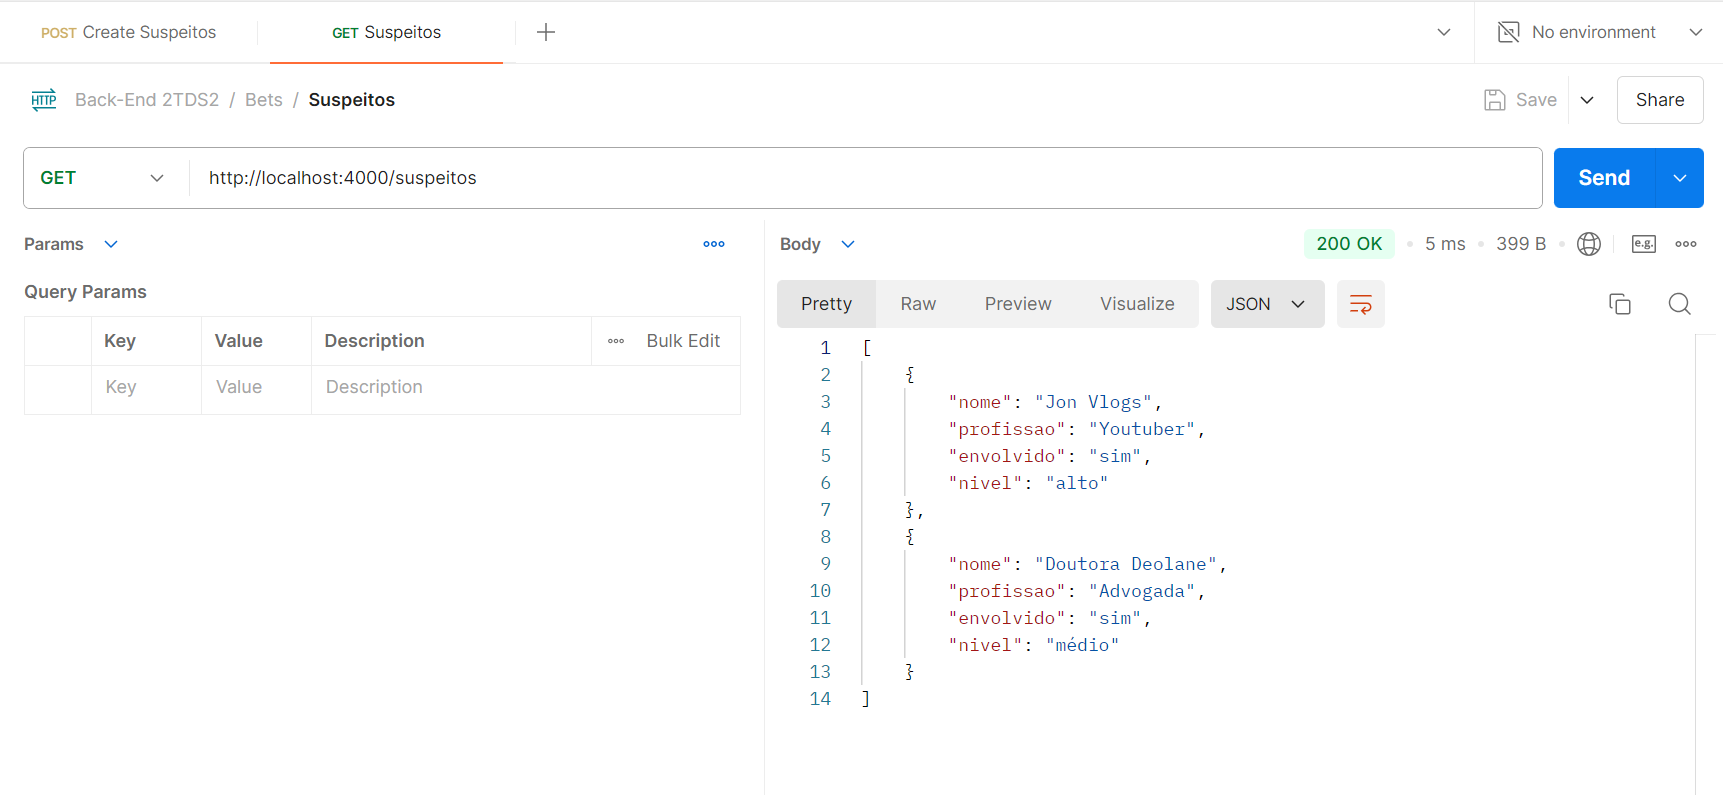 POST Create Suspeitos
GET Suspeitos
No environment
HTTP Back-End 2TDS2 / Bets / Suspeitos
Save
Share
GET
http://localhost:4000/suspeitos
Send
Params
Body
200 OK
5 ms
399 B
e.g.
Query Params
Pretty
Raw
Preview
Visualize
JSON
Key
Value
Description
Bulk Edit
Key
Value
Description
1 [
2 {
3 "nome": "Jon Vlogs",
4 "profissao": "Youtuber",
5 "envolvido": "sim",
6 "nivel": "alto"
7 },
8 {
9 "nome": "Doutora Deolane",
10 "profissao": "Advogada",
11 "envolvido": "sim",
12 "nivel": "médio"
13 }
14 ]